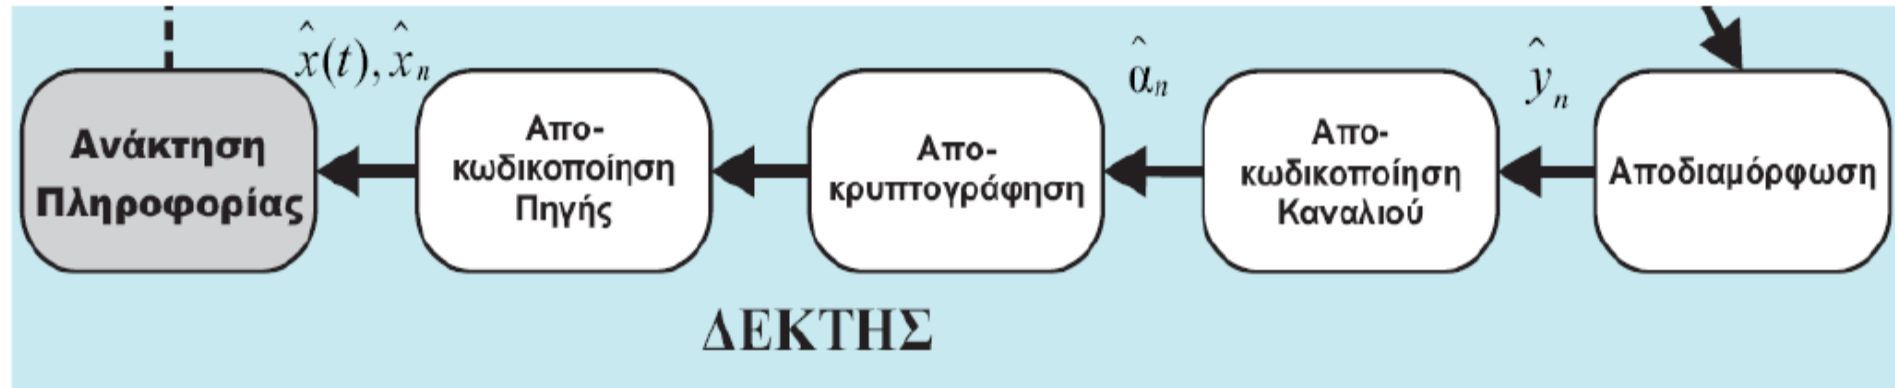 x̂(t), x̂ₙ
α̂ₙ
ŷₙ
Ανάκτηση
Πληροφορίας
Απο-
κωδικοποίηση
Πηγής
Απο-
κρυπτογράφηση
Απο-
κωδικοποίηση
Καναλιού
Αποδιαμόρφωση
ΔΕΚΤΗΣ